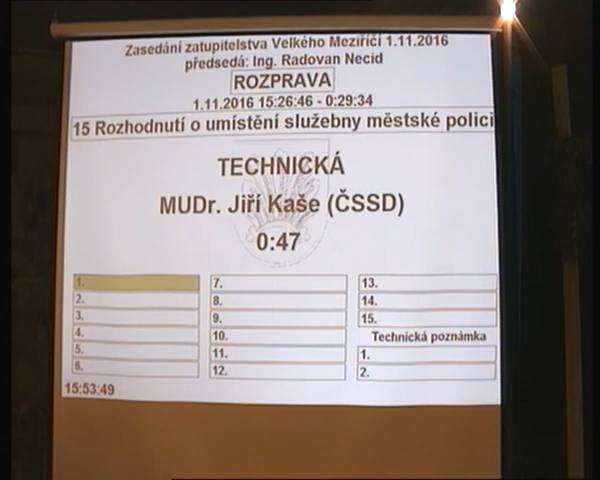 Zasedání zatupitelstva Velkého Meziříčí 1.11.2016
předsedá: Ing. Radovan Necid
ROZPRAVA
1.11.2016 15:26:46 - 0:29:34
15 Rozhodnutí o umístění služebny městské polici
TECHNICKÁ
MUDr. Jiří Kaše (ČSSD)
0:47
1.
2.
3.
4.
5.
6.
7.
8.
9.
10.
11.
12.
13.
14.
15.
Technická poznámka
1.
2.
15:53:49